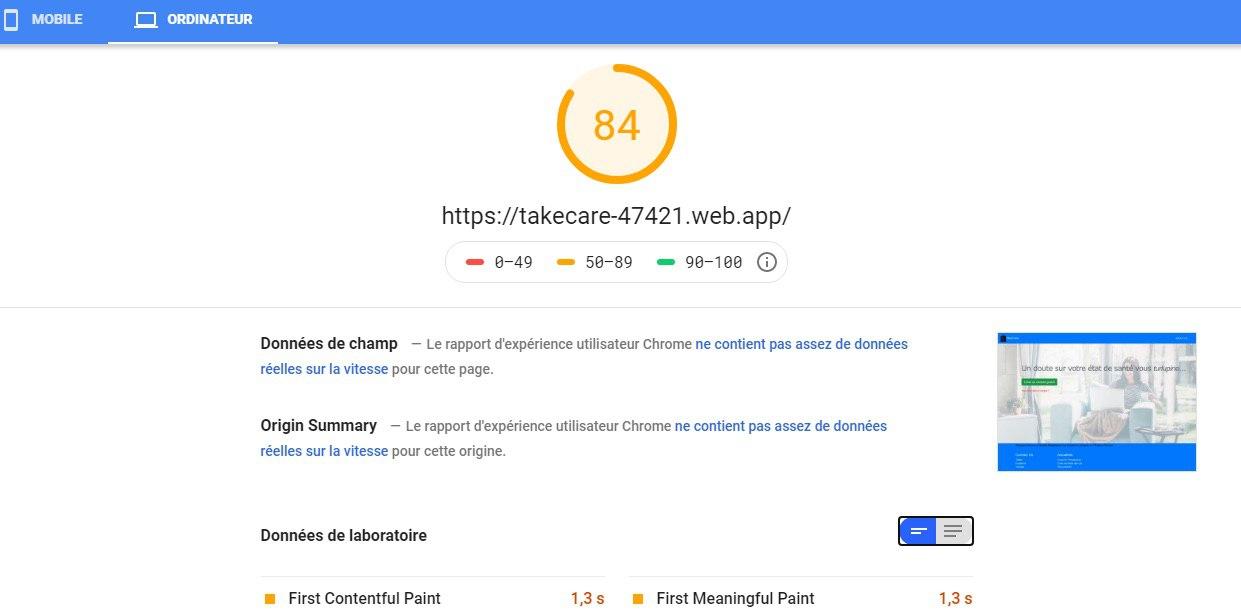 MOBILE
ORDINATEUR
84
https://takecare-47421.web.app/
0–49
50–89
90–100
Données de champ — Le rapport d'expérience utilisateur Chrome ne contient pas assez de données
réelles sur la vitesse pour cette page.
Origin Summary — Le rapport d'expérience utilisateur Chrome ne contient pas assez de données
réelles sur la vitesse pour cette origine.
Un doute sur votre état de santé vous turlupine...
Données de laboratoire
First Contentful Paint 1,3 s
First Meaningful Paint 1,3 s